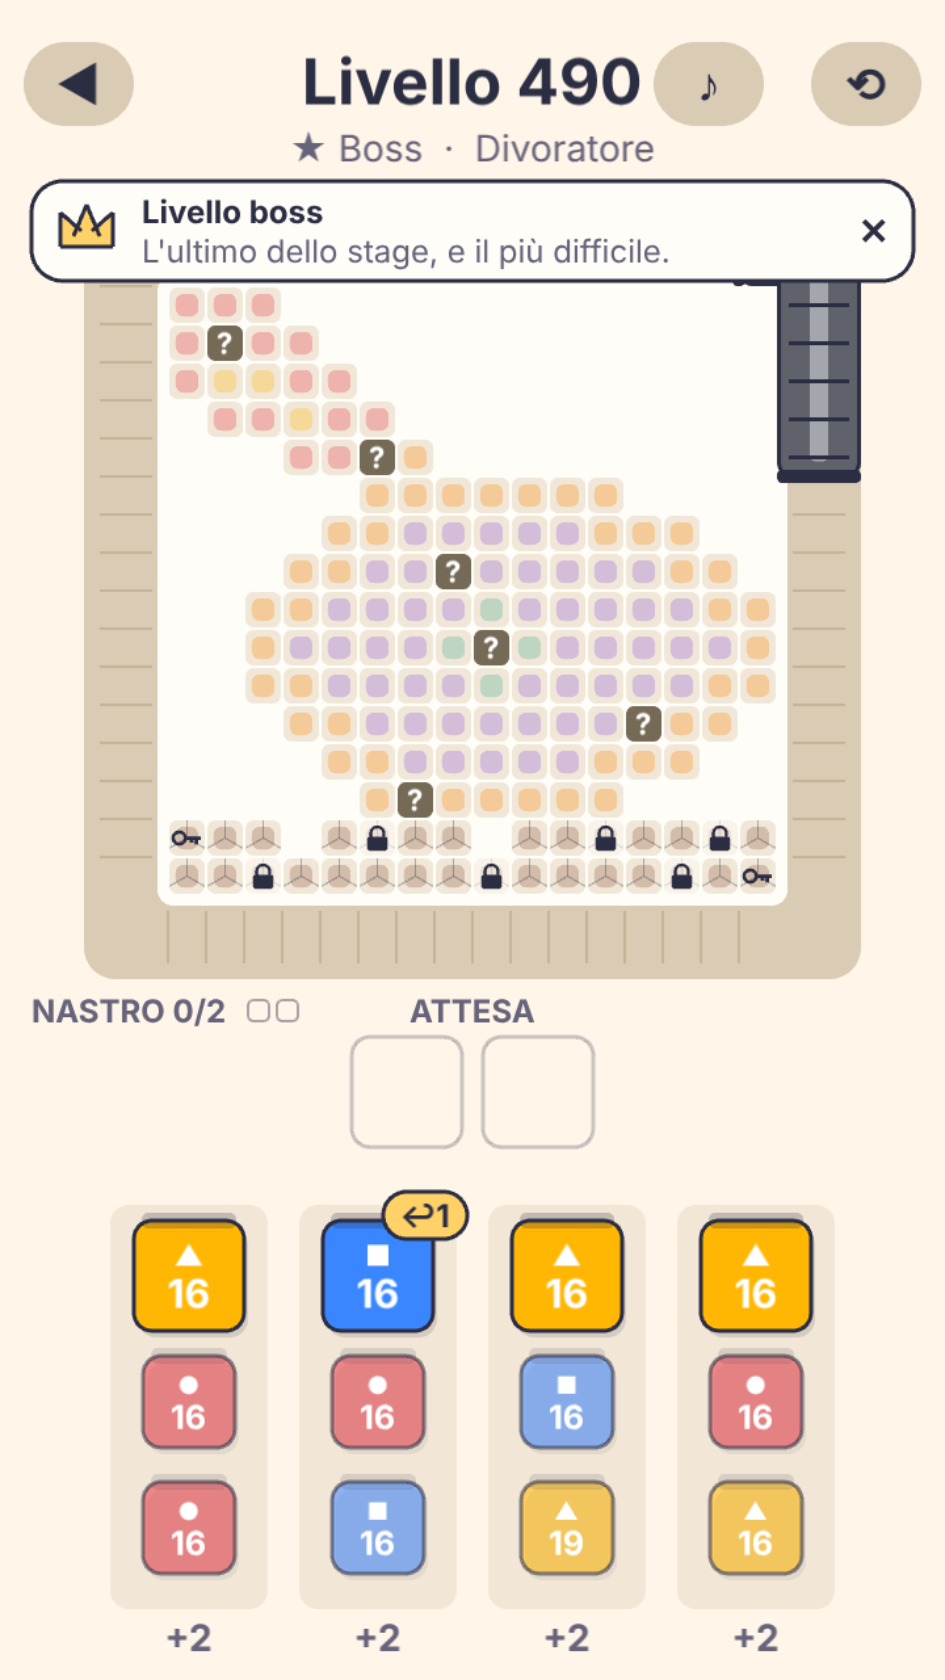 Livello 490
★ Boss · Divoratore
Livello boss
L'ultimo dello stage, e il più difficile.
?
?
?
?
?
?
NASTRO 0/2
ATTESA
↩1
16 16 16 16
16 16 16 16
16 16 19 16
+2 +2 +2 +2